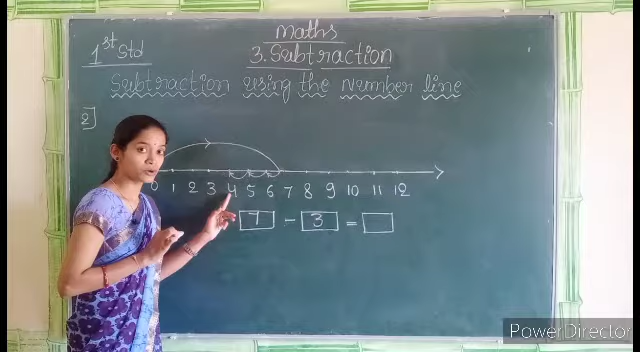 Maths
1st Std
3. Subtraction
Subtraction using the number line
2]
0 1 2 3 4 5 6 7 8 9 10 11 12
7 - 3 =
PowerDirector